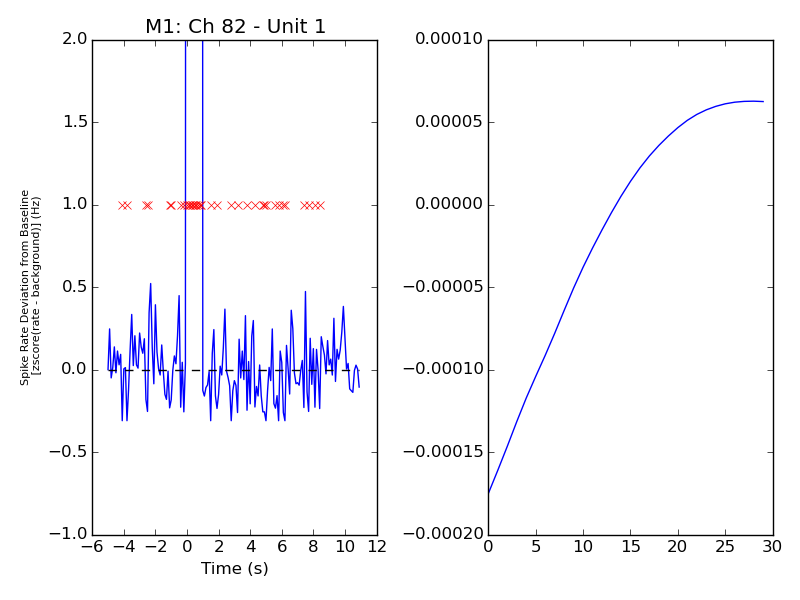 M1: Ch 82 - Unit 1
Spike Rate Deviation from Baseline
[zscore(rate - background)] (Hz)
2.0
1.5
1.0
0.5
0.0
−0.5
−1.0
−6 −4 −2 0 2 4 6 8 10 12
Time (s)
0.00010
0.00005
0.00000
−0.00005
−0.00010
−0.00015
−0.00020
0 5 10 15 20 25 30